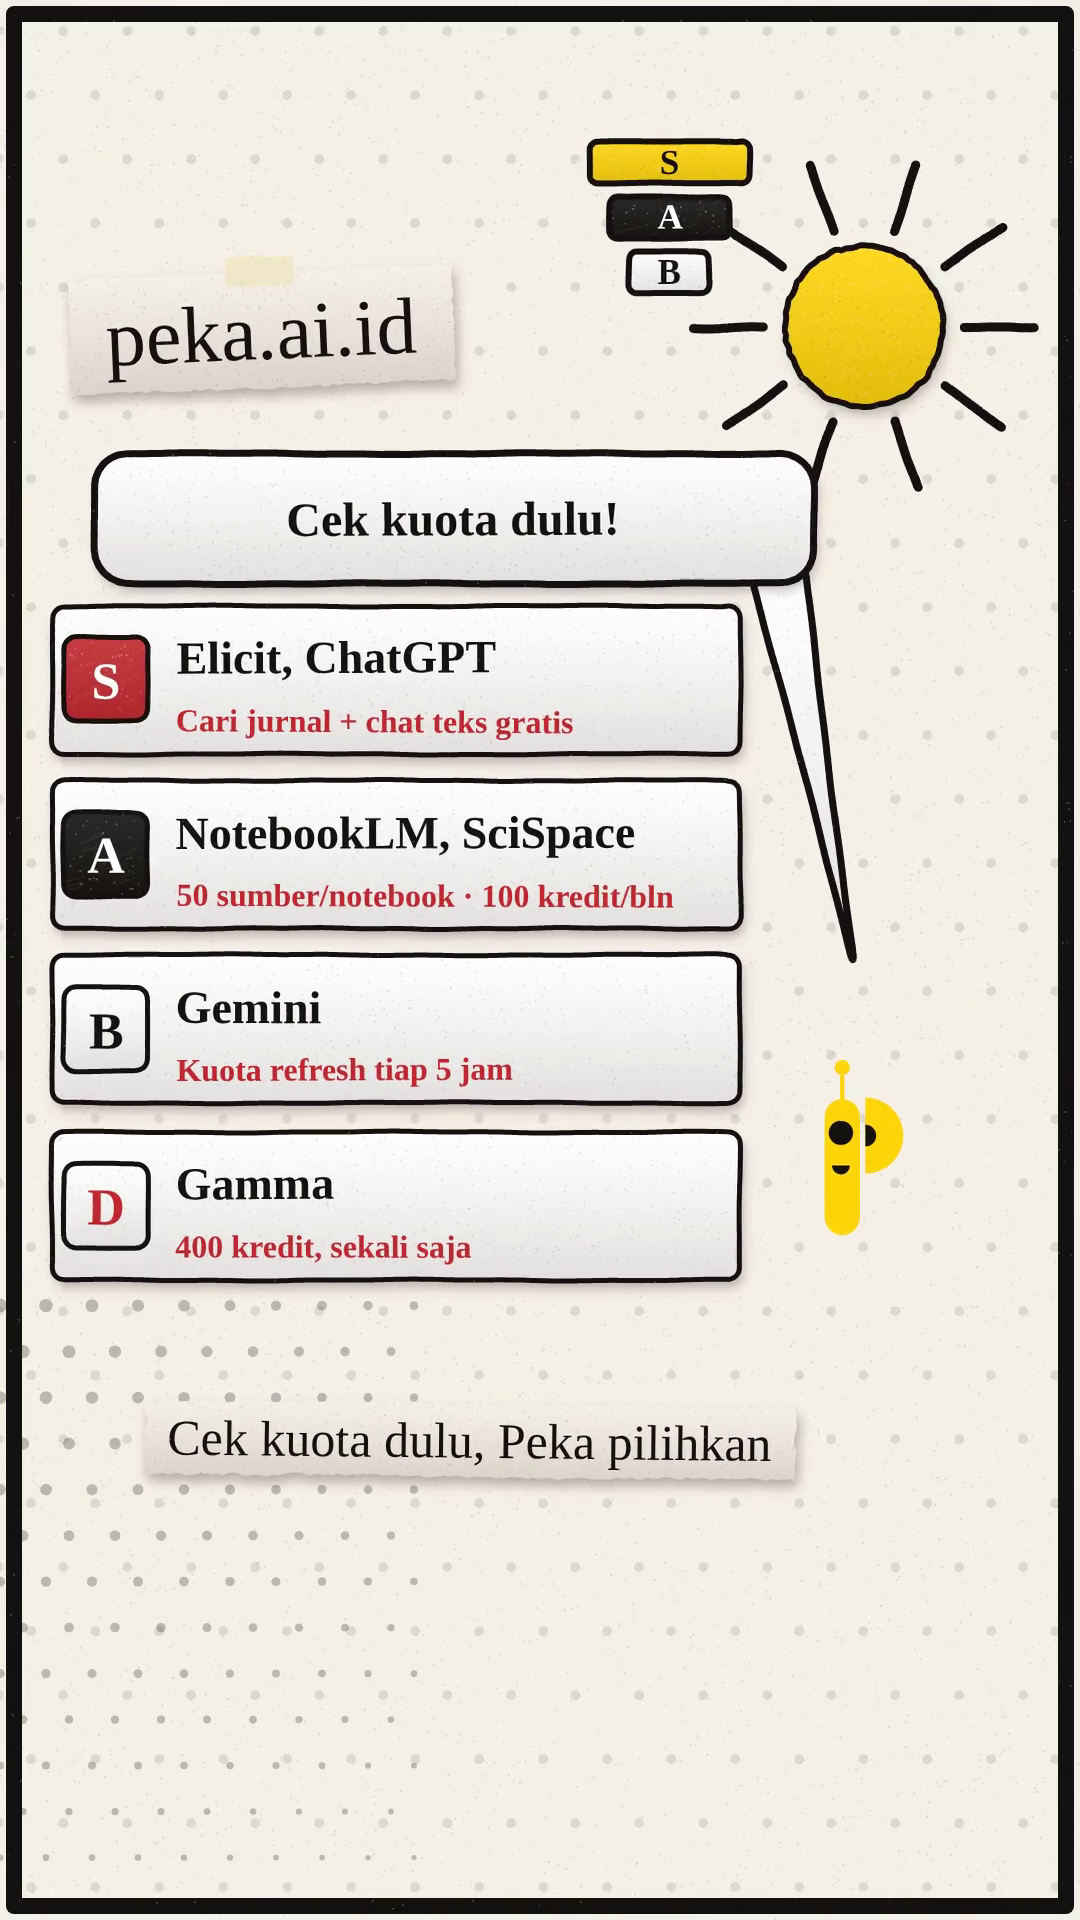 S
A
B
peka.ai.id
Cek kuota dulu!
S
Elicit, ChatGPT
Cari jurnal + chat teks gratis
A
NotebookLM, SciSpace
50 sumber/notebook · 100 kredit/bln
B
Gemini
Kuota refresh tiap 5 jam
D
Gamma
400 kredit, sekali saja
Cek kuota dulu, Peka pilihkan